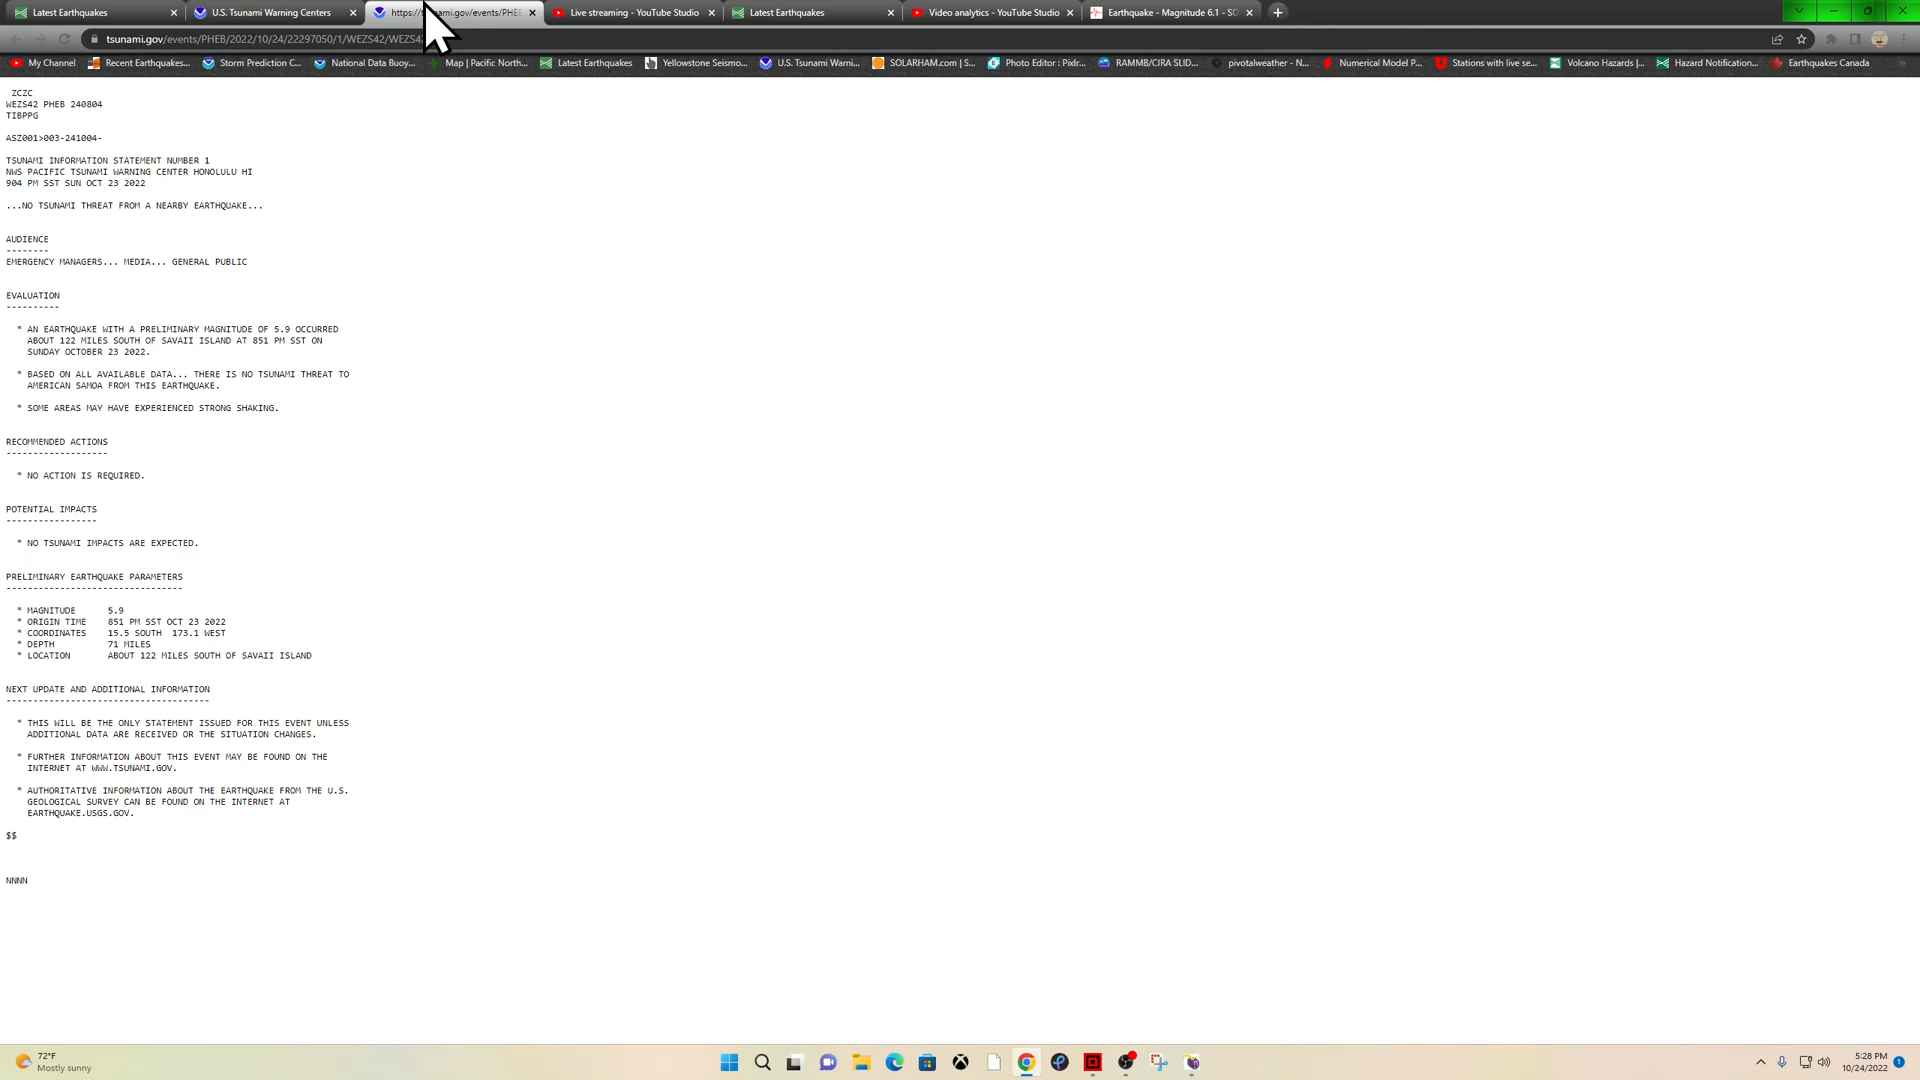 Latest Earthquakes
U.S. Tsunami Warning Centers
Live streaming - YouTube Studio
Latest Earthquakes
Video analytics - YouTube Studio
Earthquake - Magnitude 6.1 - SO
tsunami.gov/events/PHEB/2022/10/24/22297050/1/WEZS42/WEZS4
My Channel
Recent Earthquakes...
Storm Prediction C...
National Data Buoy...
Map | Pacific North...
Latest Earthquakes
Yellowstone Seismo...
U.S. Tsunami Warni...
SOLARHAM.com | S...
Photo Editor : Pixlr...
RAMMB/CIRA SLID...
pivotalweather - N...
Numerical Model P...
Stations with live se...
Volcano Hazards |...
Hazard Notification...
Earthquakes Canada
ZCZC
WEZS42 PHEB 240804
TIBPPG
ASZ001>003-241004-
TSUNAMI INFORMATION STATEMENT NUMBER 1
NWS PACIFIC TSUNAMI WARNING CENTER HONOLULU HI
904 PM SST SUN OCT 23 2022
...NO TSUNAMI THREAT FROM A NEARBY EARTHQUAKE...
AUDIENCE
--------
EMERGENCY MANAGERS... MEDIA... GENERAL PUBLIC
EVALUATION
----------
* AN EARTHQUAKE WITH A PRELIMINARY MAGNITUDE OF 5.9 OCCURRED
ABOUT 122 MILES SOUTH OF SAVAII ISLAND AT 851 PM SST ON
SUNDAY OCTOBER 23 2022.
* BASED ON ALL AVAILABLE DATA... THERE IS NO TSUNAMI THREAT TO
AMERICAN SAMOA FROM THIS EARTHQUAKE.
* SOME AREAS MAY HAVE EXPERIENCED STRONG SHAKING.
RECOMMENDED ACTIONS
-------------------
* NO ACTION IS REQUIRED.
POTENTIAL IMPACTS
-----------------
* NO TSUNAMI IMPACTS ARE EXPECTED.
PRELIMINARY EARTHQUAKE PARAMETERS
---------------------------------
* MAGNITUDE 5.9
* ORIGIN TIME 851 PM SST OCT 23 2022
* COORDINATES 15.5 SOUTH 173.1 WEST
* DEPTH 71 MILES
* LOCATION ABOUT 122 MILES SOUTH OF SAVAII ISLAND
NEXT UPDATE AND ADDITIONAL INFORMATION
--------------------------------------
* THIS WILL BE THE ONLY STATEMENT ISSUED FOR THIS EVENT UNLESS
ADDITIONAL DATA ARE RECEIVED OR THE SITUATION CHANGES.
* FURTHER INFORMATION ABOUT THIS EVENT MAY BE FOUND ON THE
INTERNET AT WWW.TSUNAMI.GOV.
* AUTHORITATIVE INFORMATION ABOUT THE EARTHQUAKE FROM THE U.S.
GEOLOGICAL SURVEY CAN BE FOUND ON THE INTERNET AT
EARTHQUAKE.USGS.GOV.
$$
NNNN
72°F
Mostly sunny
5:28 PM
10/24/2022
1